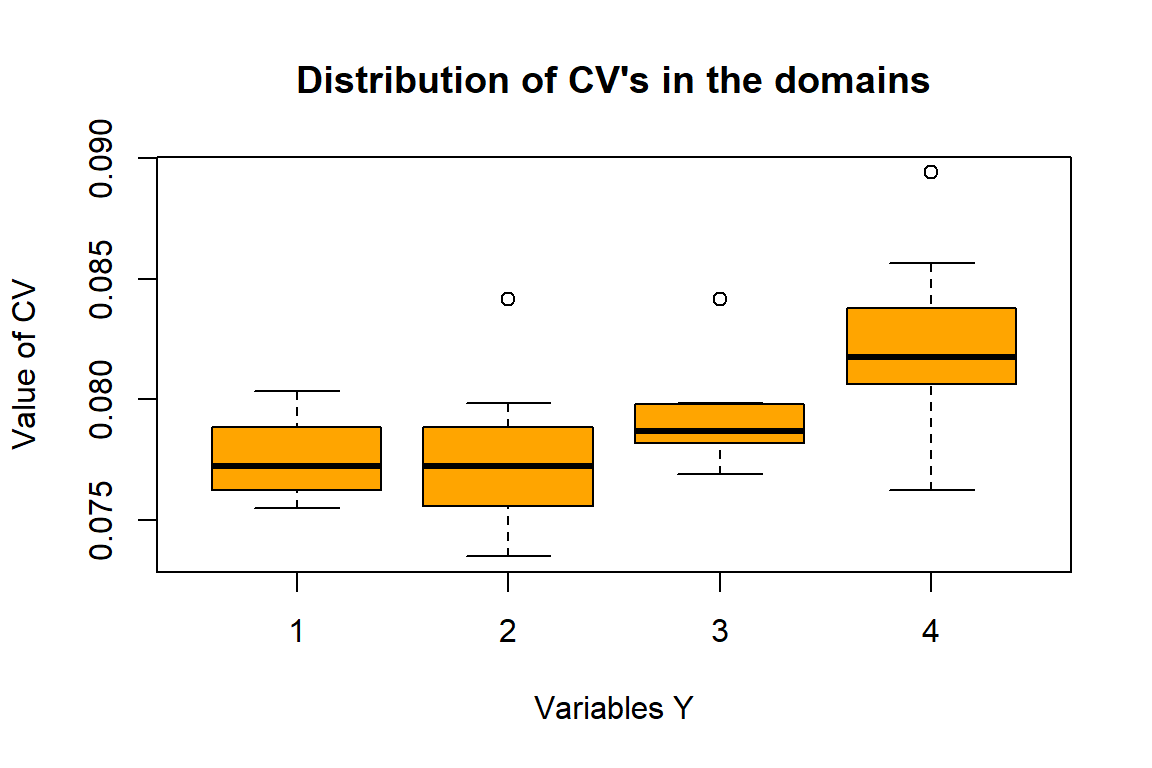 Distribution of CV's in the domains
Value of CV
0.090
0.085
0.080
0.075
1 2 3 4
Variables Y